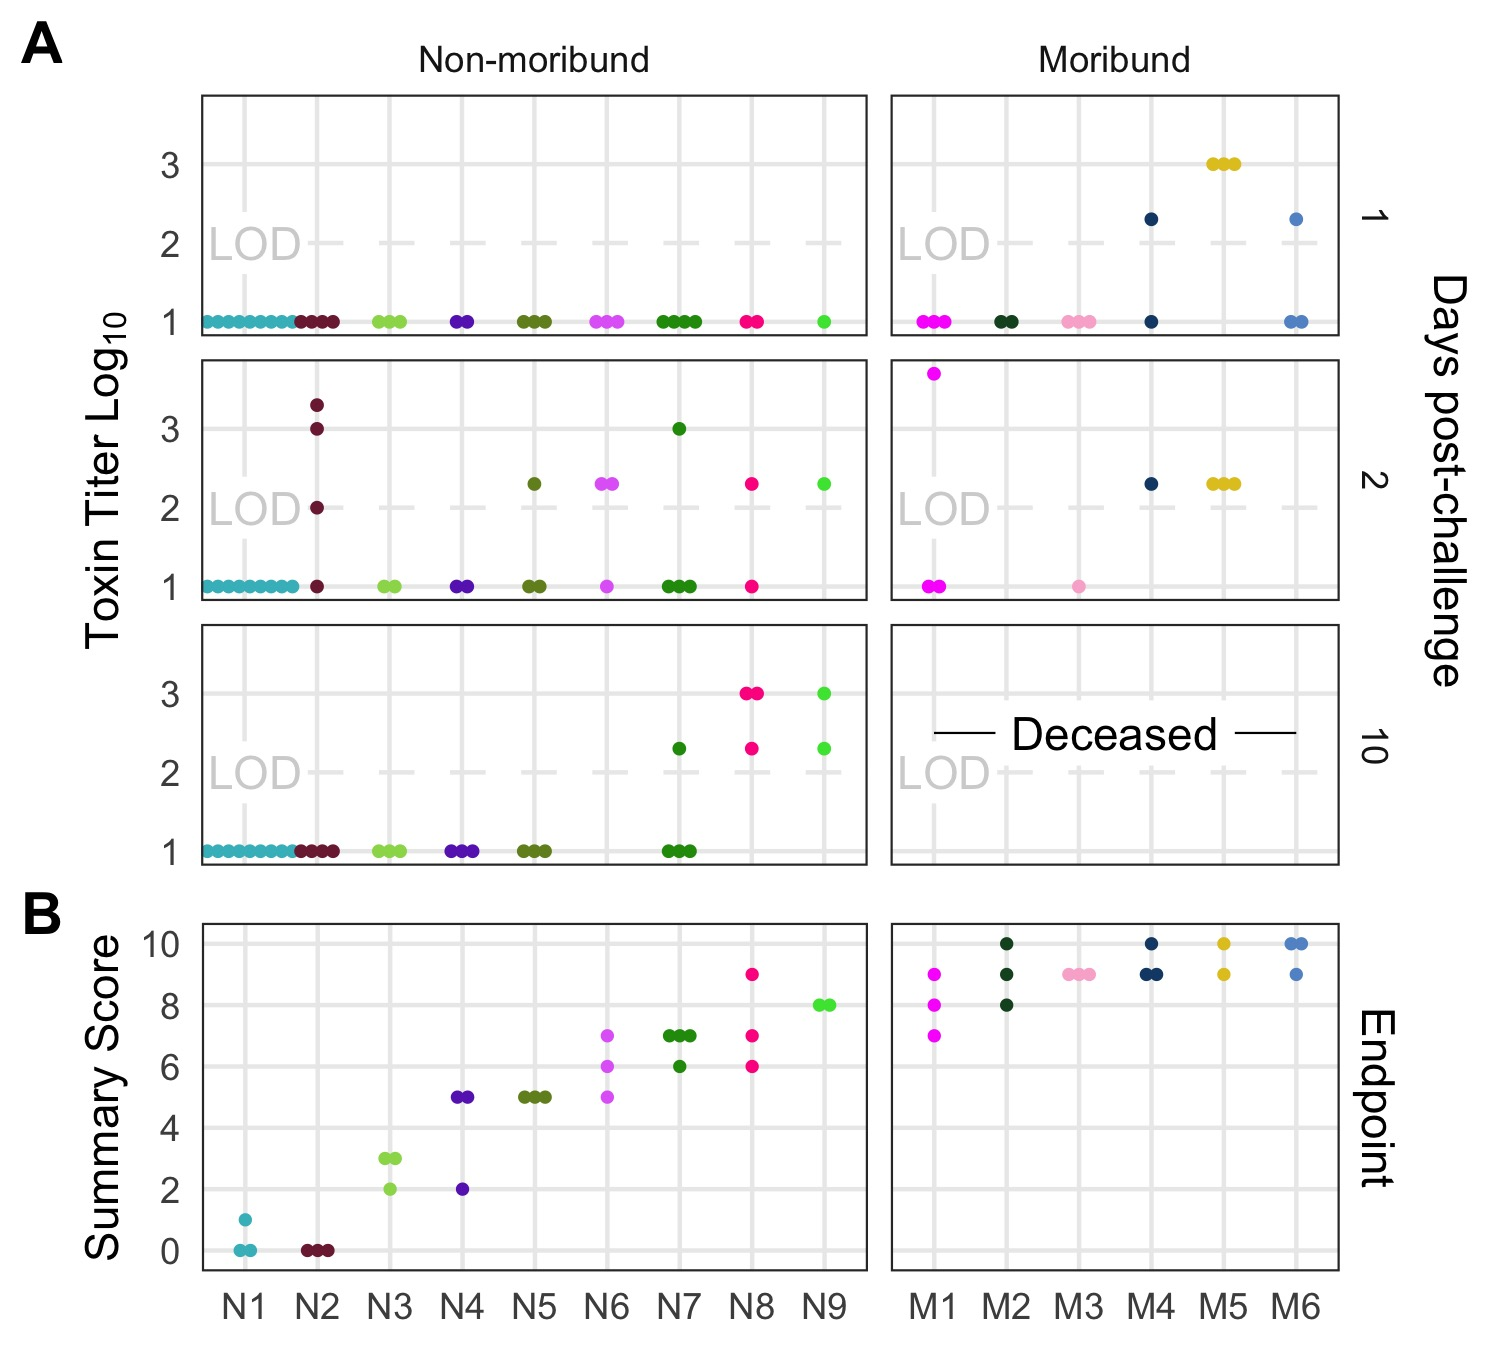 A
Non-moribund
Moribund
Toxin Titer Log10
3
LOD
2
1
LOD
1
3
LOD
2
1
LOD
2
3
LOD
2
1
Deceased
LOD
10
Days post-challenge
B
Summary Score
10
8
6
4
2
0
Endpoint
N1 N2 N3 N4 N5 N6 N7 N8 N9 M1 M2 M3 M4 M5 M6